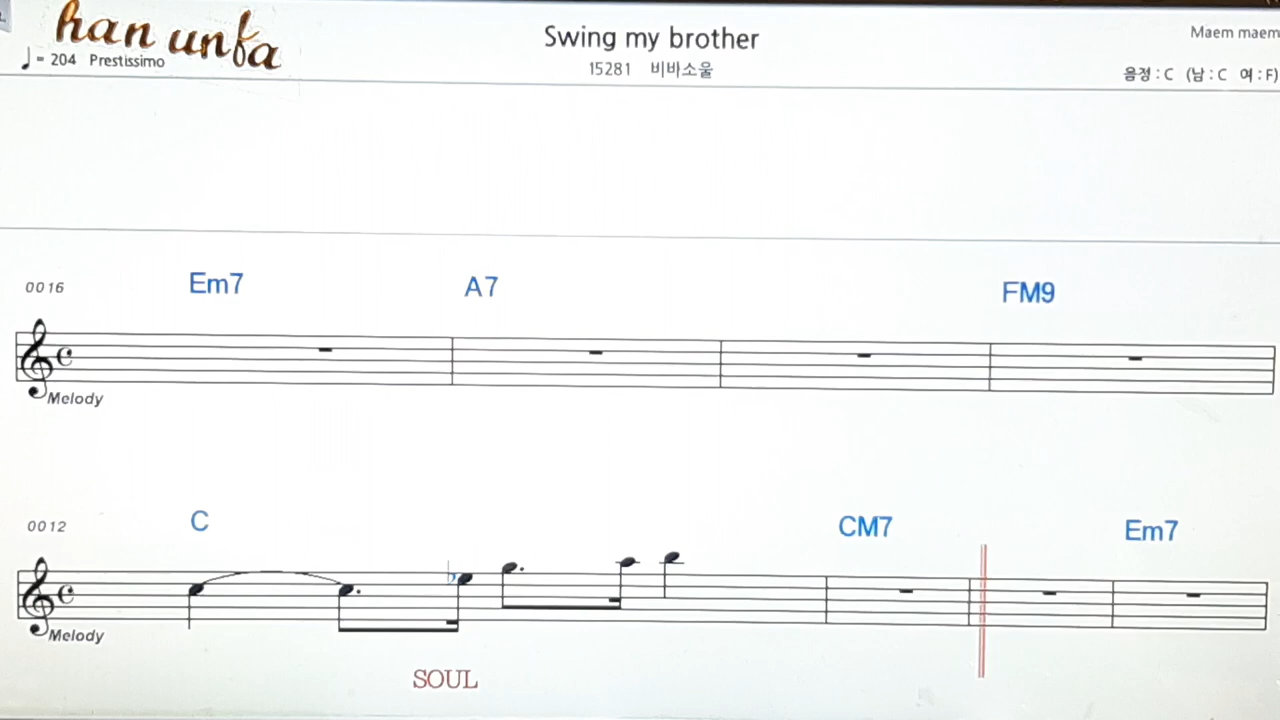 han unfa
♩= 204 Prestissimo
Swing my brother
15281 비바소울
Maem maem
음정 : C (남 : C 여 : F)
0016 Em7 A7 FM9
Melody
0012 C CM7 Em7
Melody
SOUL